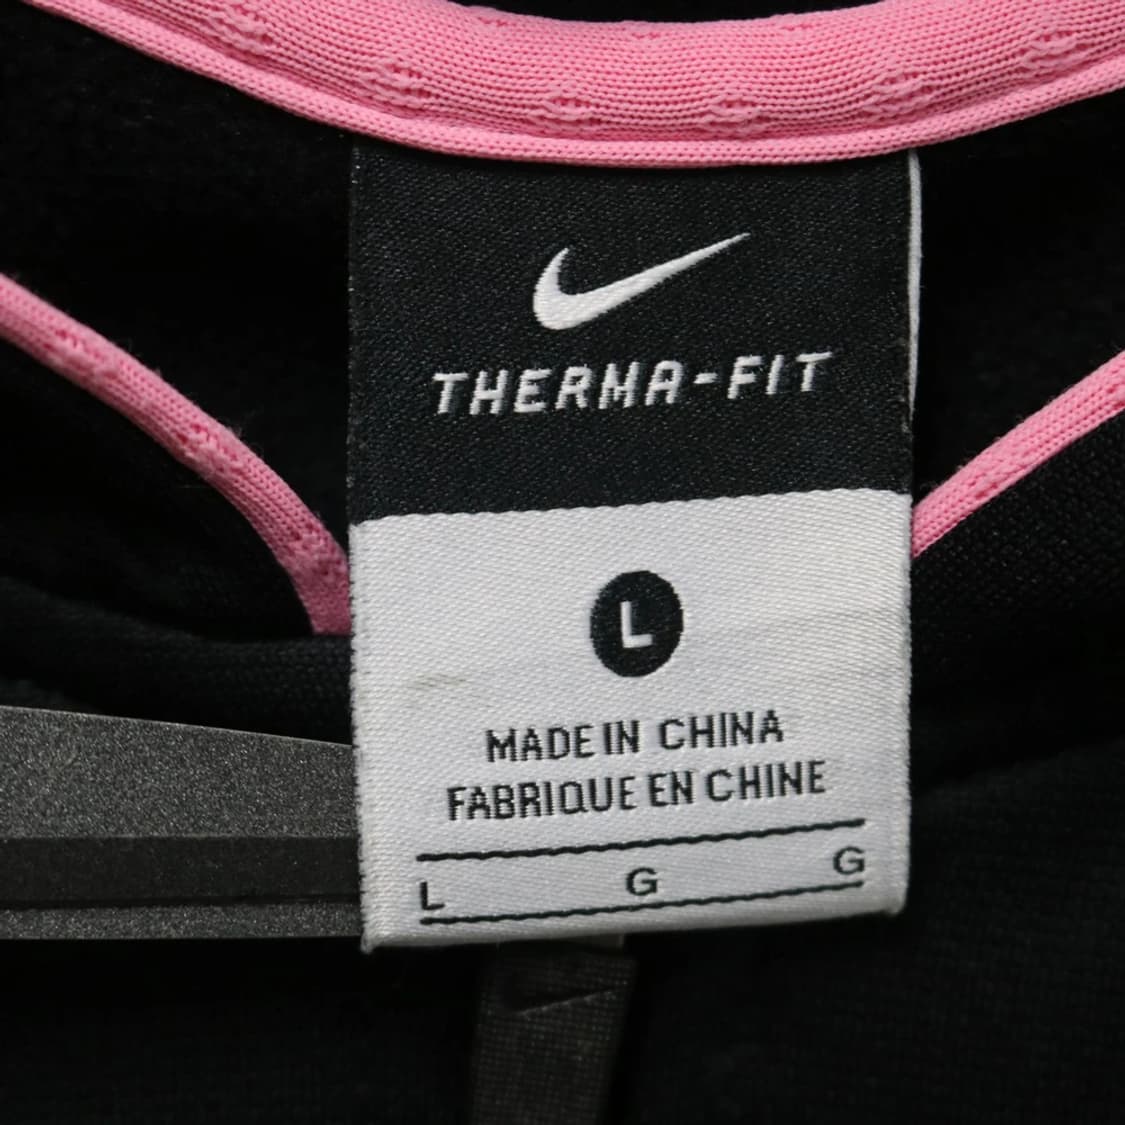 THERMA-FIT
L
MADE IN CHINA
FABRIQUE EN CHINE
L G G